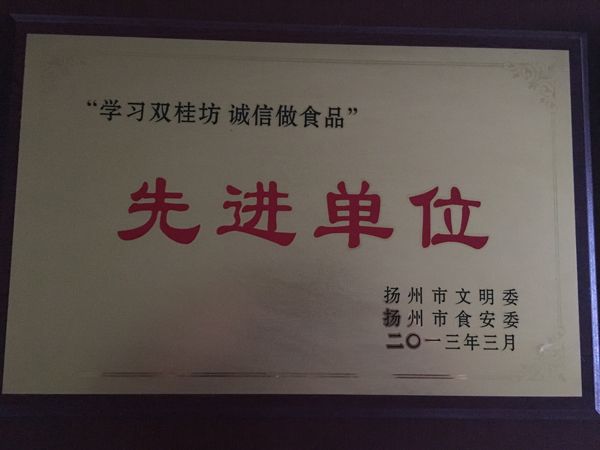 “学习双桂坊 诚信做食品”
先进单位
扬州市文明委
扬州市食安委
二〇一三年三月